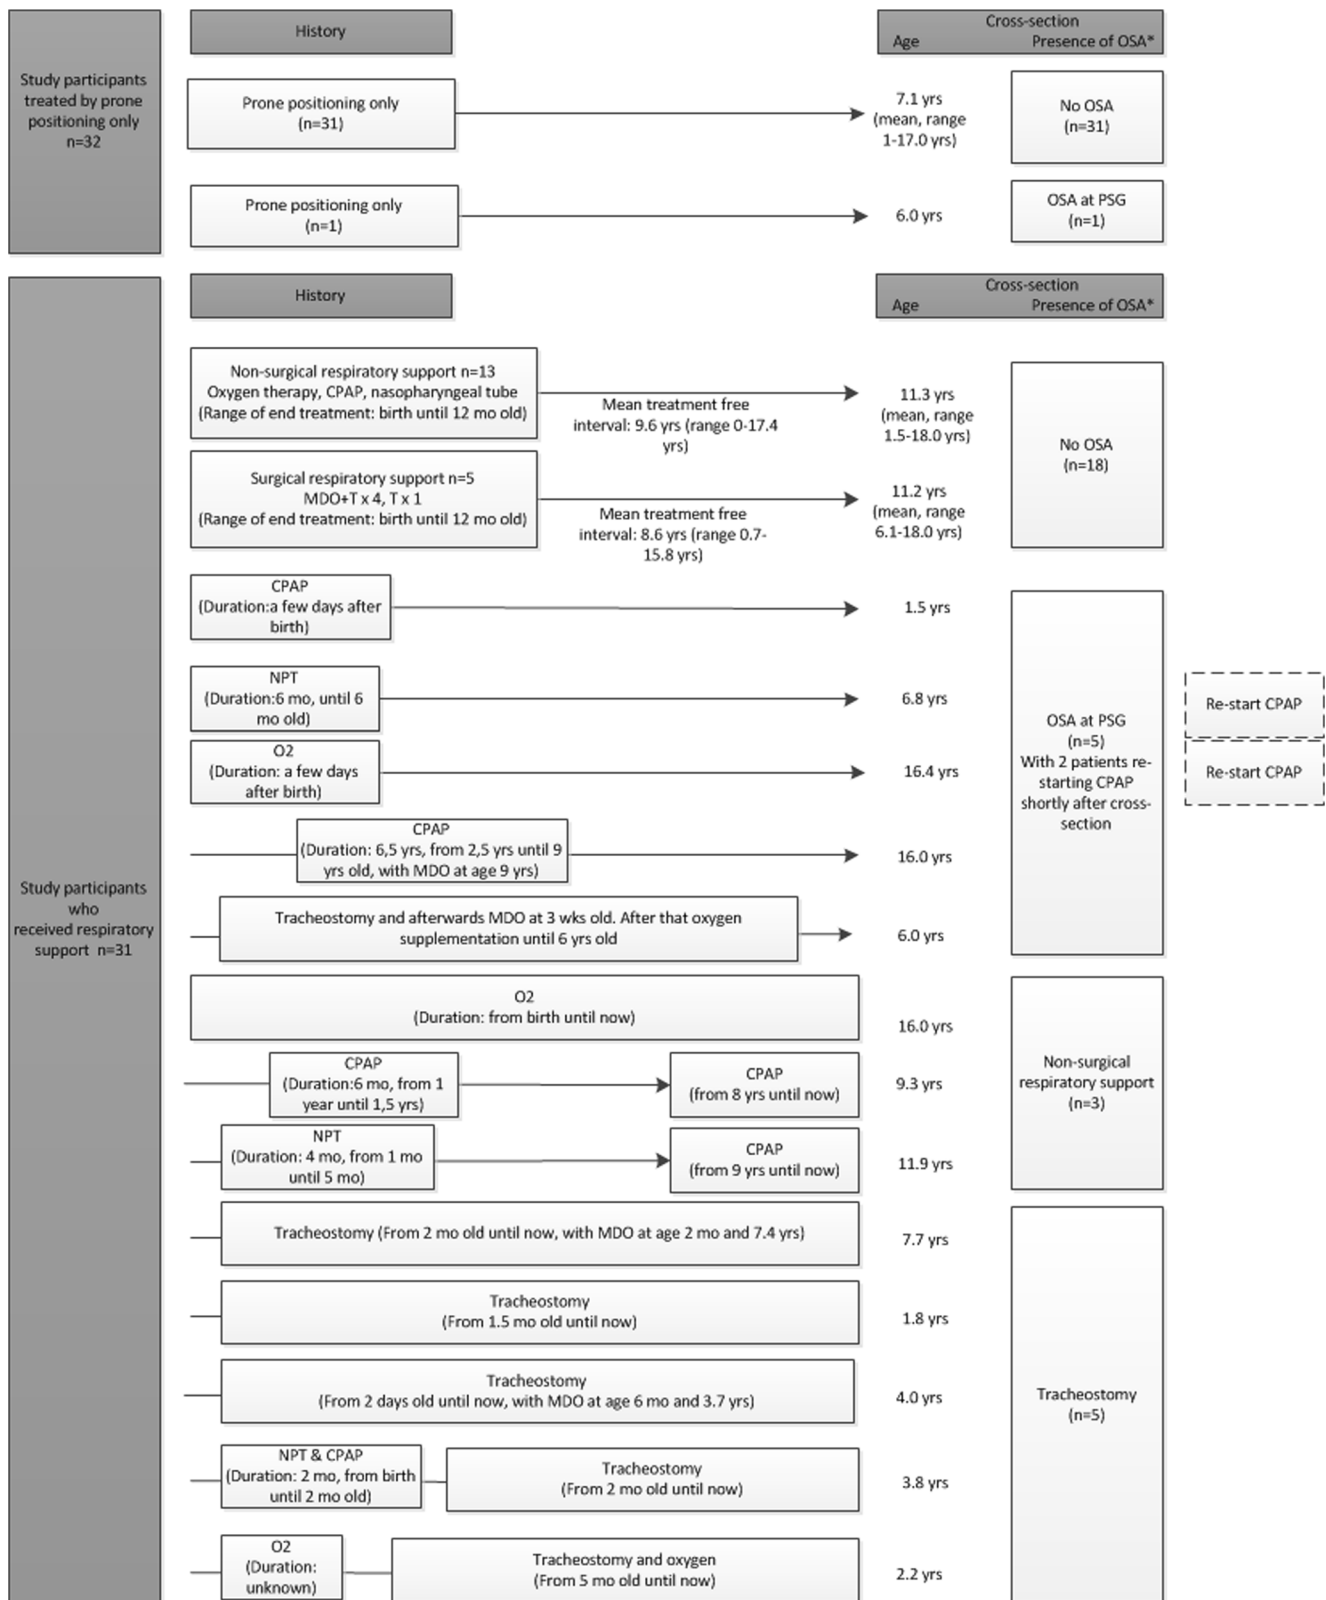 Study participants
treated by prone
positioning only
n=32
History
Cross-section
Age
Presence of OSA*
Prone positioning only
(n=31)
7.1 yrs
(mean, range
1-17.0 yrs)
No OSA
(n=31)
Prone positioning only
(n=1)
6.0 yrs
OSA at PSG
(n=1)
Study participants
who
received respiratory
support  n=31
History
Cross-section
Age
Presence of OSA*
Non-surgical respiratory support n=13
Oxygen therapy, CPAP, nasopharyngeal tube
(Range of end treatment: birth until 12 mo old)
Mean treatment free
interval: 9.6 yrs (range 0-17.4
yrs)
11.3 yrs
(mean, range
1.5-18.0 yrs)
Surgical respiratory support n=5
MDO+T x 4, T x 1
(Range of end treatment: birth until 12 mo old)
Mean treatment free
interval: 8.6 yrs (range 0.7-
15.8 yrs)
11.2 yrs
(mean, range
6.1-18.0 yrs)
No OSA
(n=18)
CPAP
(Duration:a few days after
birth)
1.5 yrs
NPT
(Duration:6 mo, until 6
mo old)
6.8 yrs
O2
(Duration: a few days
after birth)
16.4 yrs
CPAP
(Duration: 6,5 yrs, from 2,5 yrs until 9
yrs old, with MDO at age 9 yrs)
16.0 yrs
Tracheostomy and afterwards MDO at 3 wks old. After that oxygen
supplementation until 6 yrs old
6.0 yrs
OSA at PSG
(n=5)
With 2 patients re-
starting CPAP
shortly after cross-
section
Re-start CPAP
Re-start CPAP
O2
(Duration: from birth until now)
16.0 yrs
CPAP
(Duration:6 mo, from 1
year until 1,5 yrs)
CPAP
(from 8 yrs until now)
9.3 yrs
NPT
(Duration: 4 mo, from 1 mo
until 5 mo)
CPAP
(from 9 yrs until now)
11.9 yrs
Non-surgical
respiratory support
(n=3)
Tracheostomy (From 2 mo old until now, with MDO at age 2 mo and 7.4 yrs)
7.7 yrs
Tracheostomy
(From 1.5 mo old until now)
1.8 yrs
Tracheostomy
(From 2 days old until now, with MDO at age 6 mo and 3.7 yrs)
4.0 yrs
NPT & CPAP
(Duration: 2 mo, from birth
until 2 mo old)
Tracheostomy
(From 2 mo old until now)
3.8 yrs
O2
(Duration:
unknown)
Tracheostomy and oxygen
(From 5 mo old until now)
2.2 yrs
Tracheostomy
(n=5)